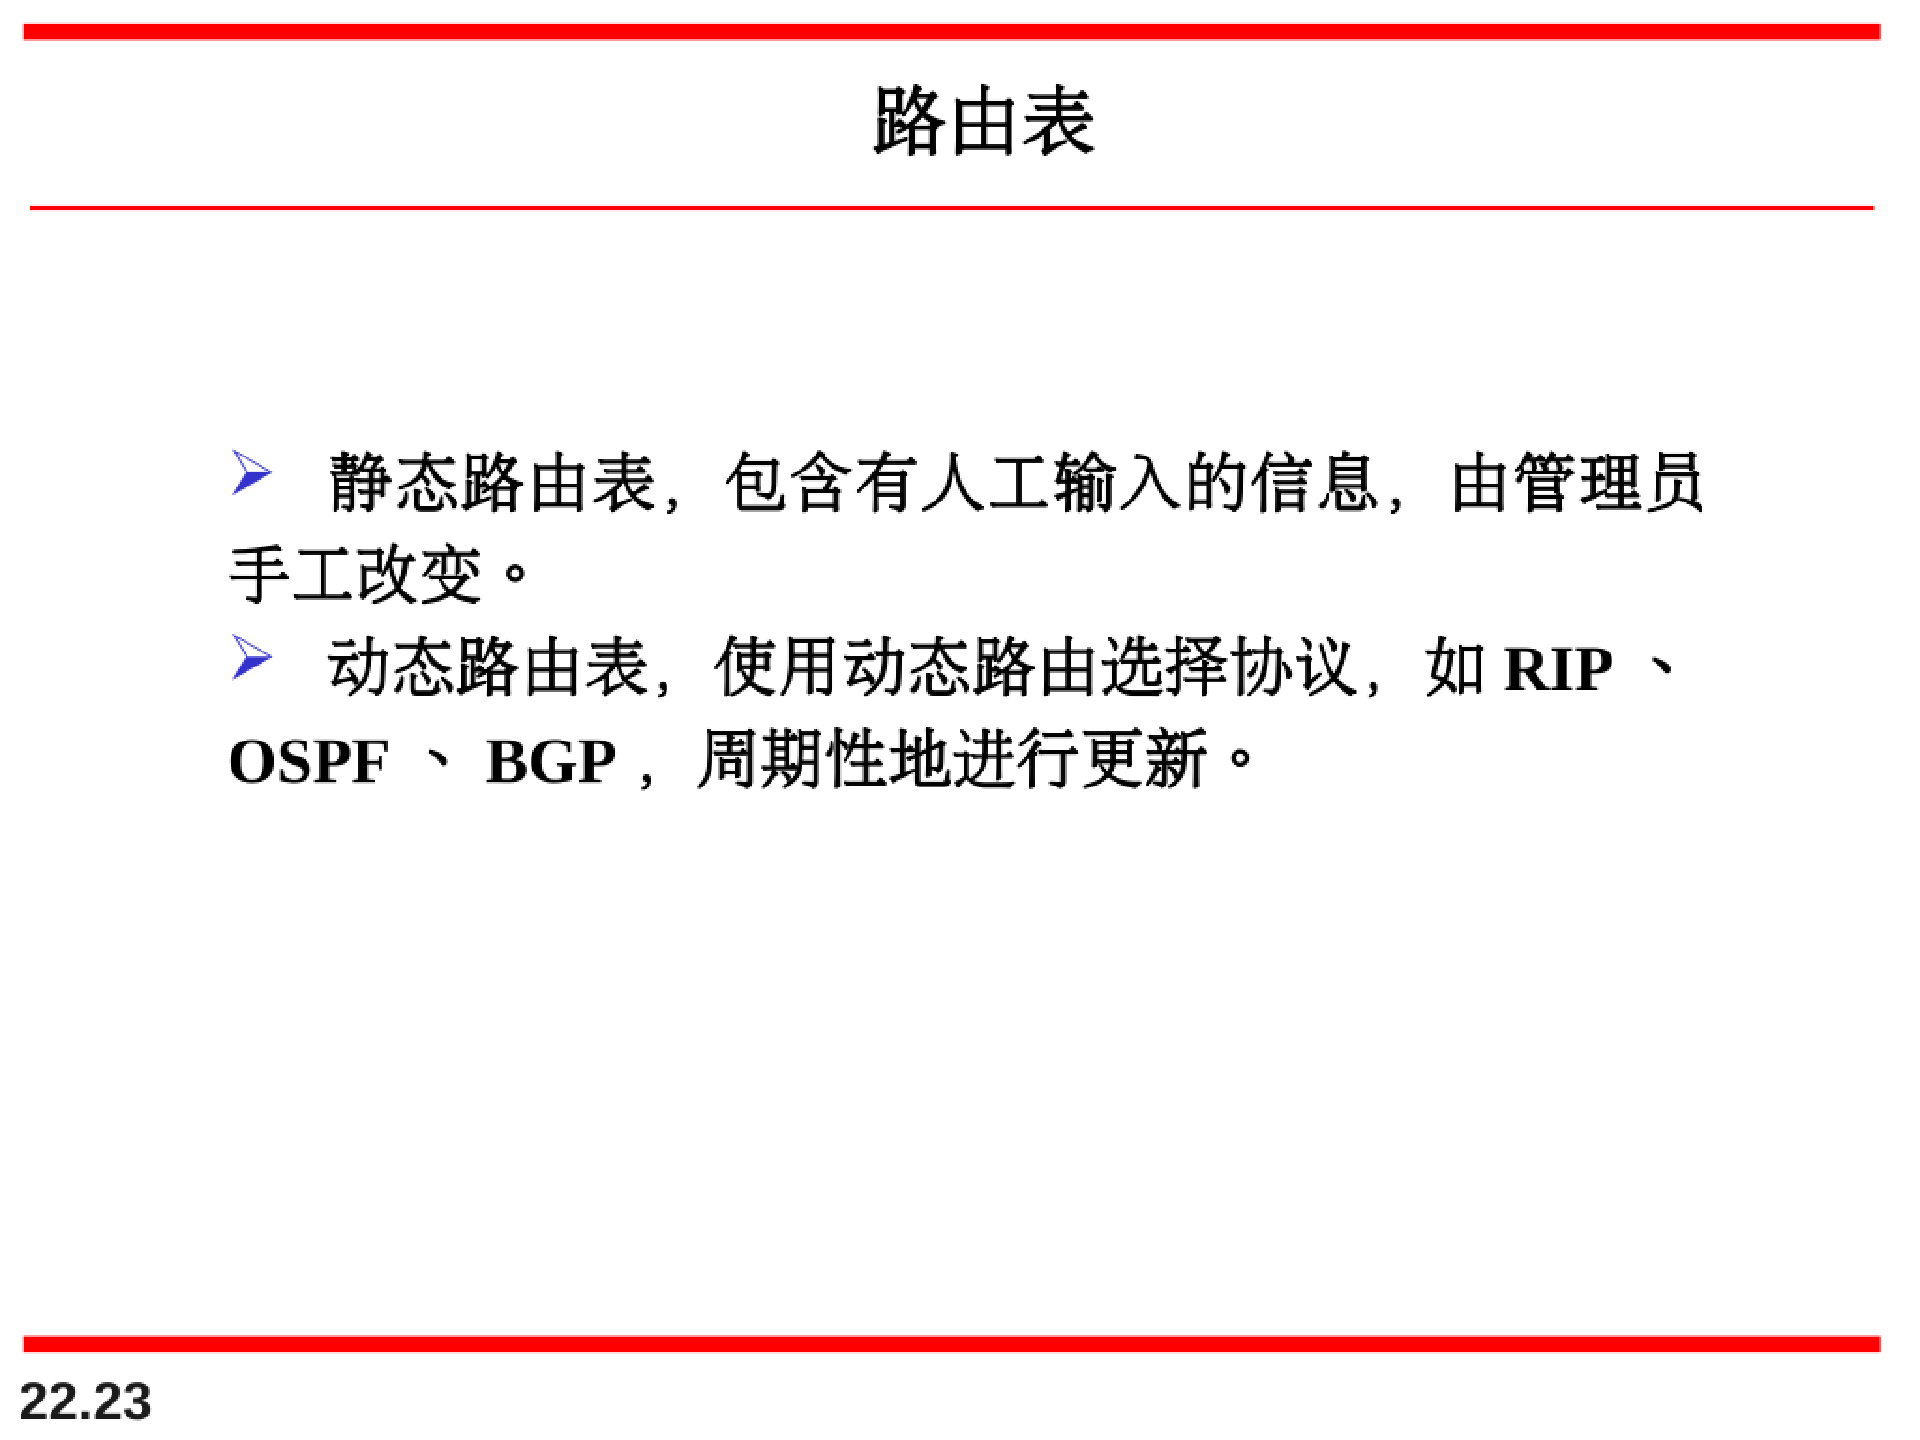 路由表
➢ 静态路由表，包含有人工输入的信息，由管理员
手工改变。
➢ 动态路由表，使用动态路由选择协议，如 RIP 、
OSPF 、 BGP ，周期性地进行更新。
22.23